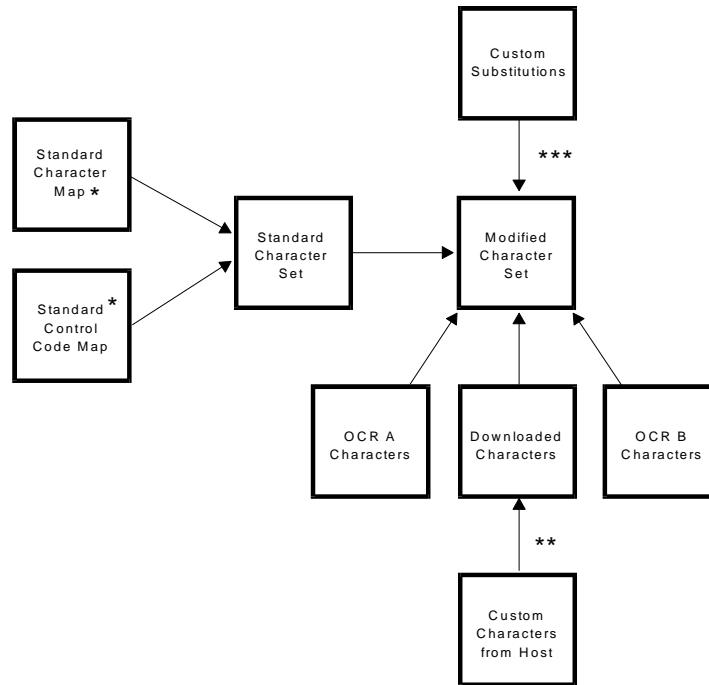 Custom
Substitutions
***
Standard
Character
Map *
Standard
Character
Set
Modified
Character
Set
Standard *
Control
Code Map
OCR A
Characters
Downloaded
Characters
OCR B
Characters
**
Custom
Characters
from Host